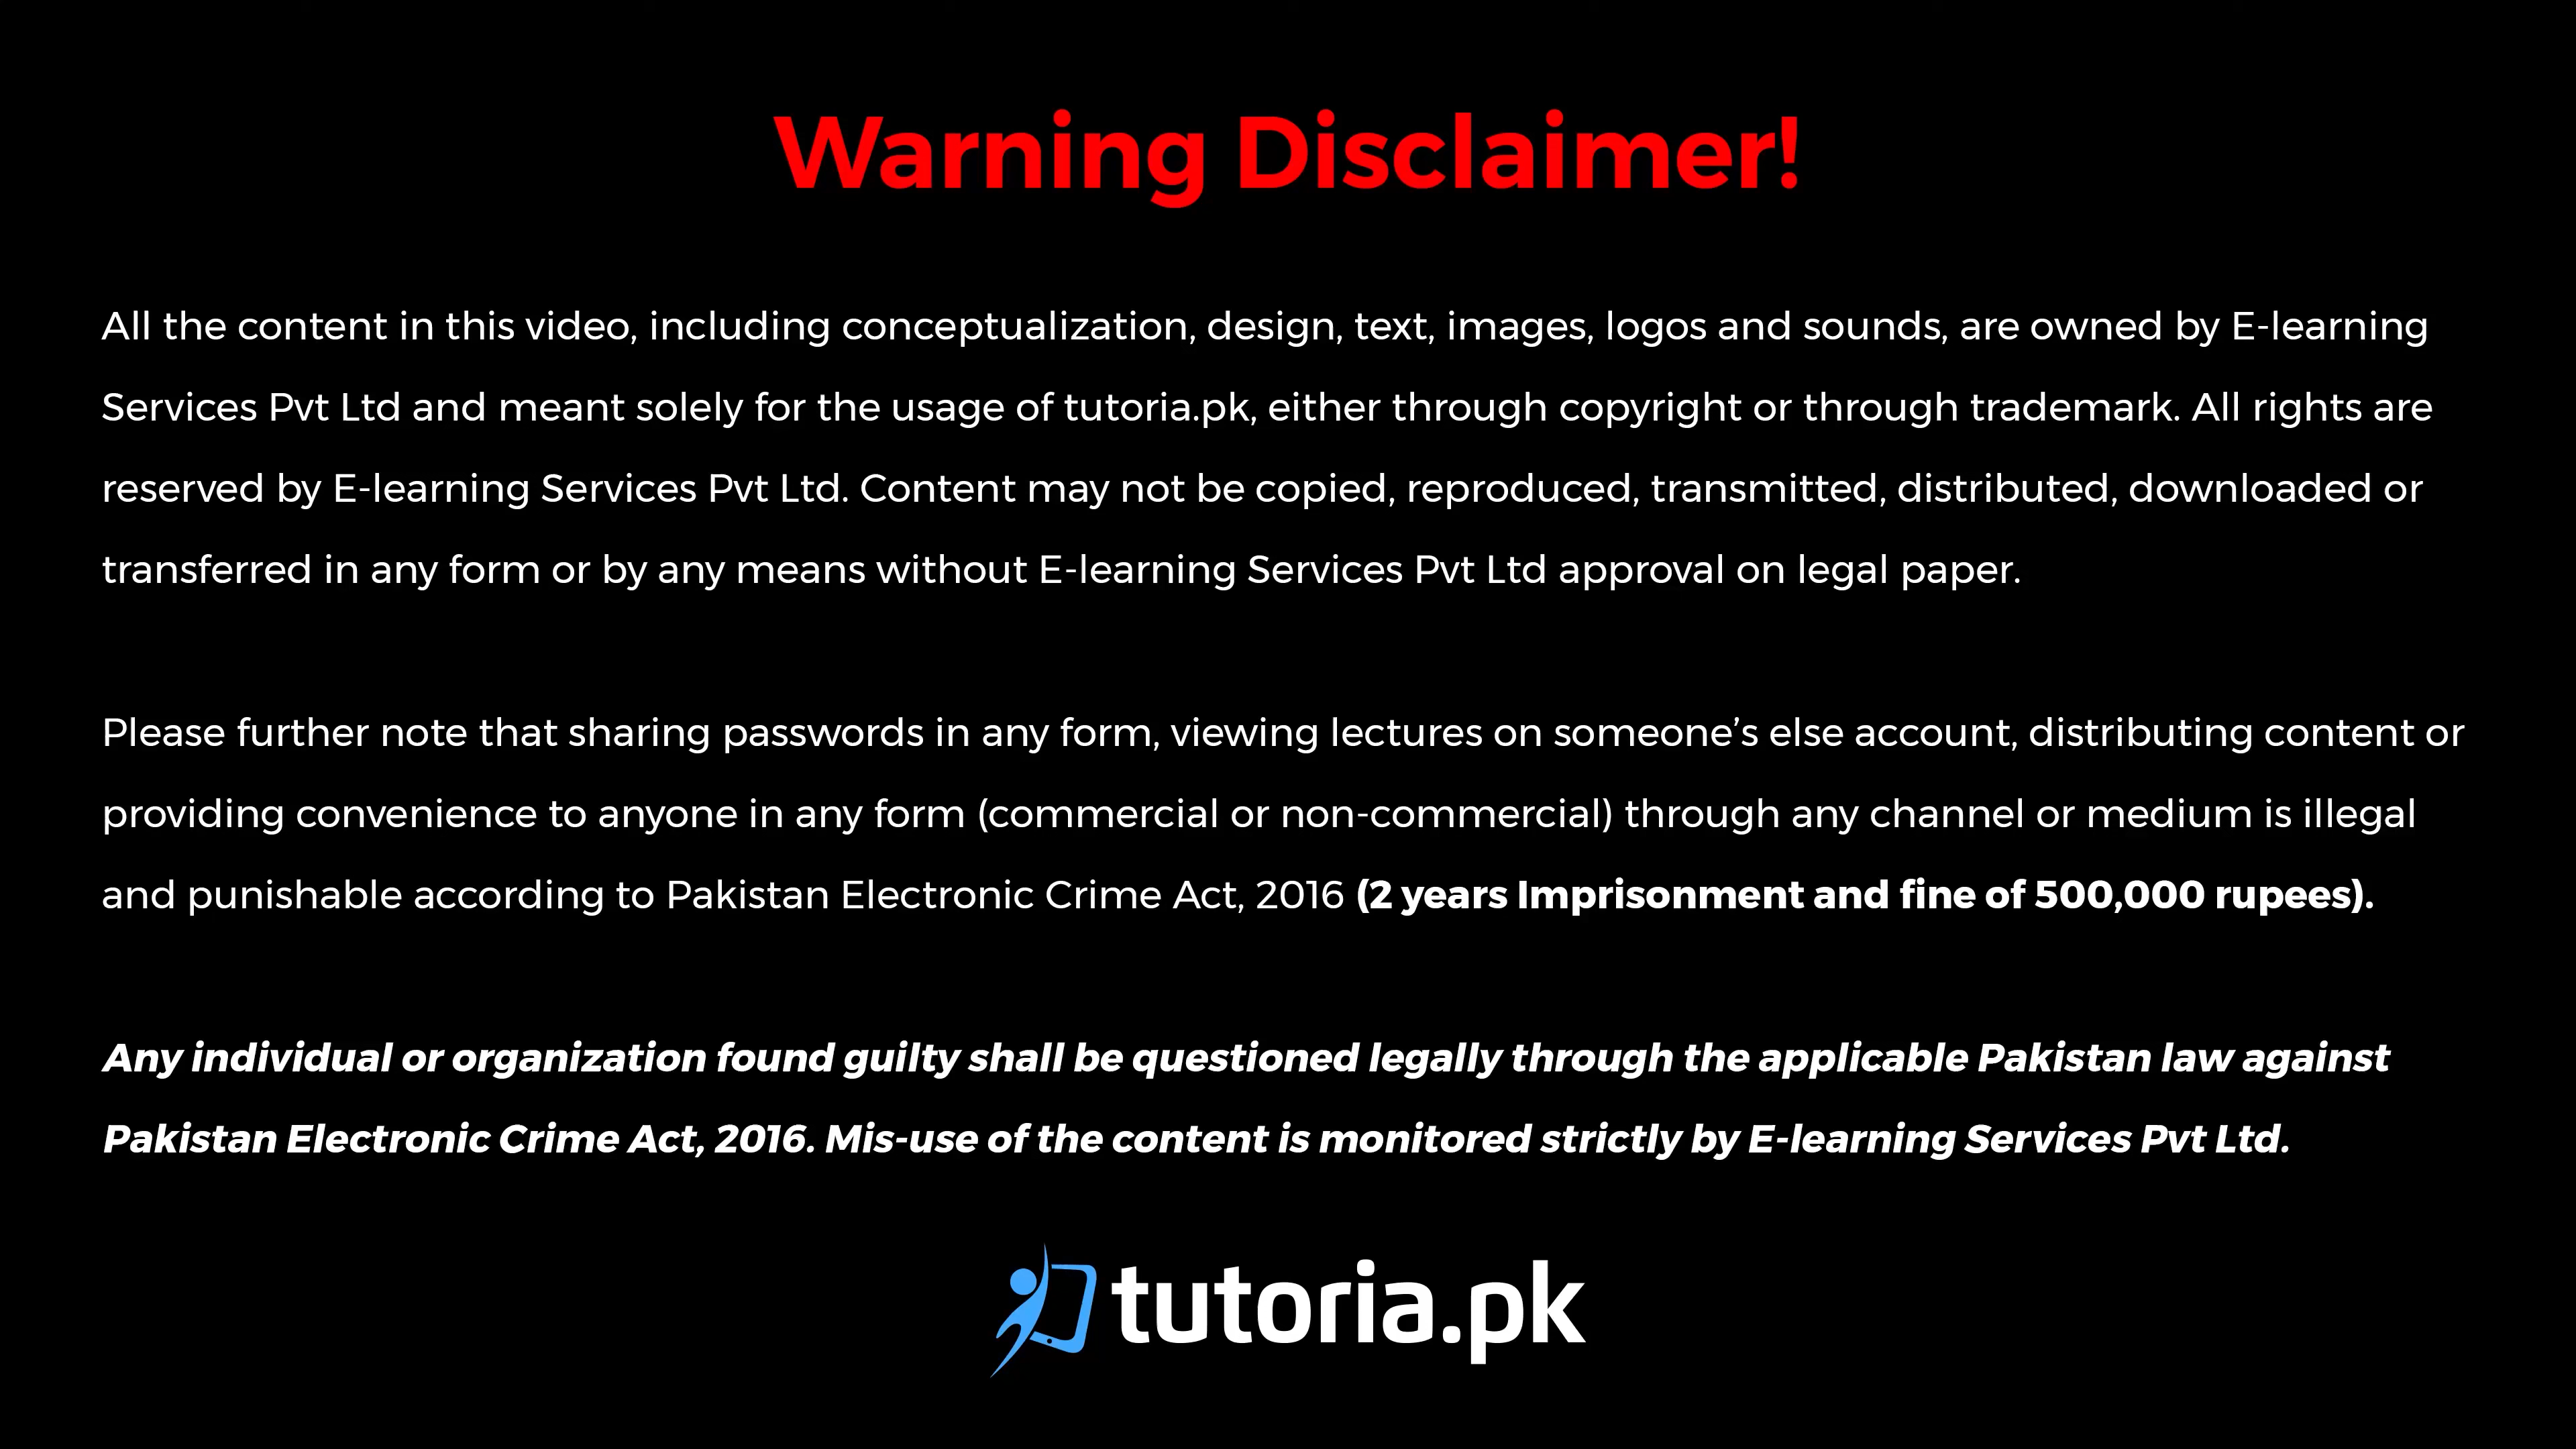 Warning Disclaimer!
All the content in this video, including conceptualization, design, text, images, logos and sounds, are owned by E-learning
Services Pvt Ltd and meant solely for the usage of tutoria.pk, either through copyright or through trademark. All rights are
reserved by E-learning Services Pvt Ltd. Content may not be copied, reproduced, transmitted, distributed, downloaded or
transferred in any form or by any means without E-learning Services Pvt Ltd approval on legal paper.
Please further note that sharing passwords in any form, viewing lectures on someone’s else account, distributing content or
providing convenience to anyone in any form (commercial or non-commercial) through any channel or medium is illegal
and punishable according to Pakistan Electronic Crime Act, 2016 (2 years Imprisonment and fine of 500,000 rupees).
Any individual or organization found guilty shall be questioned legally through the applicable Pakistan law against
Pakistan Electronic Crime Act, 2016. Mis-use of the content is monitored strictly by E-learning Services Pvt Ltd.
tutoria.pk